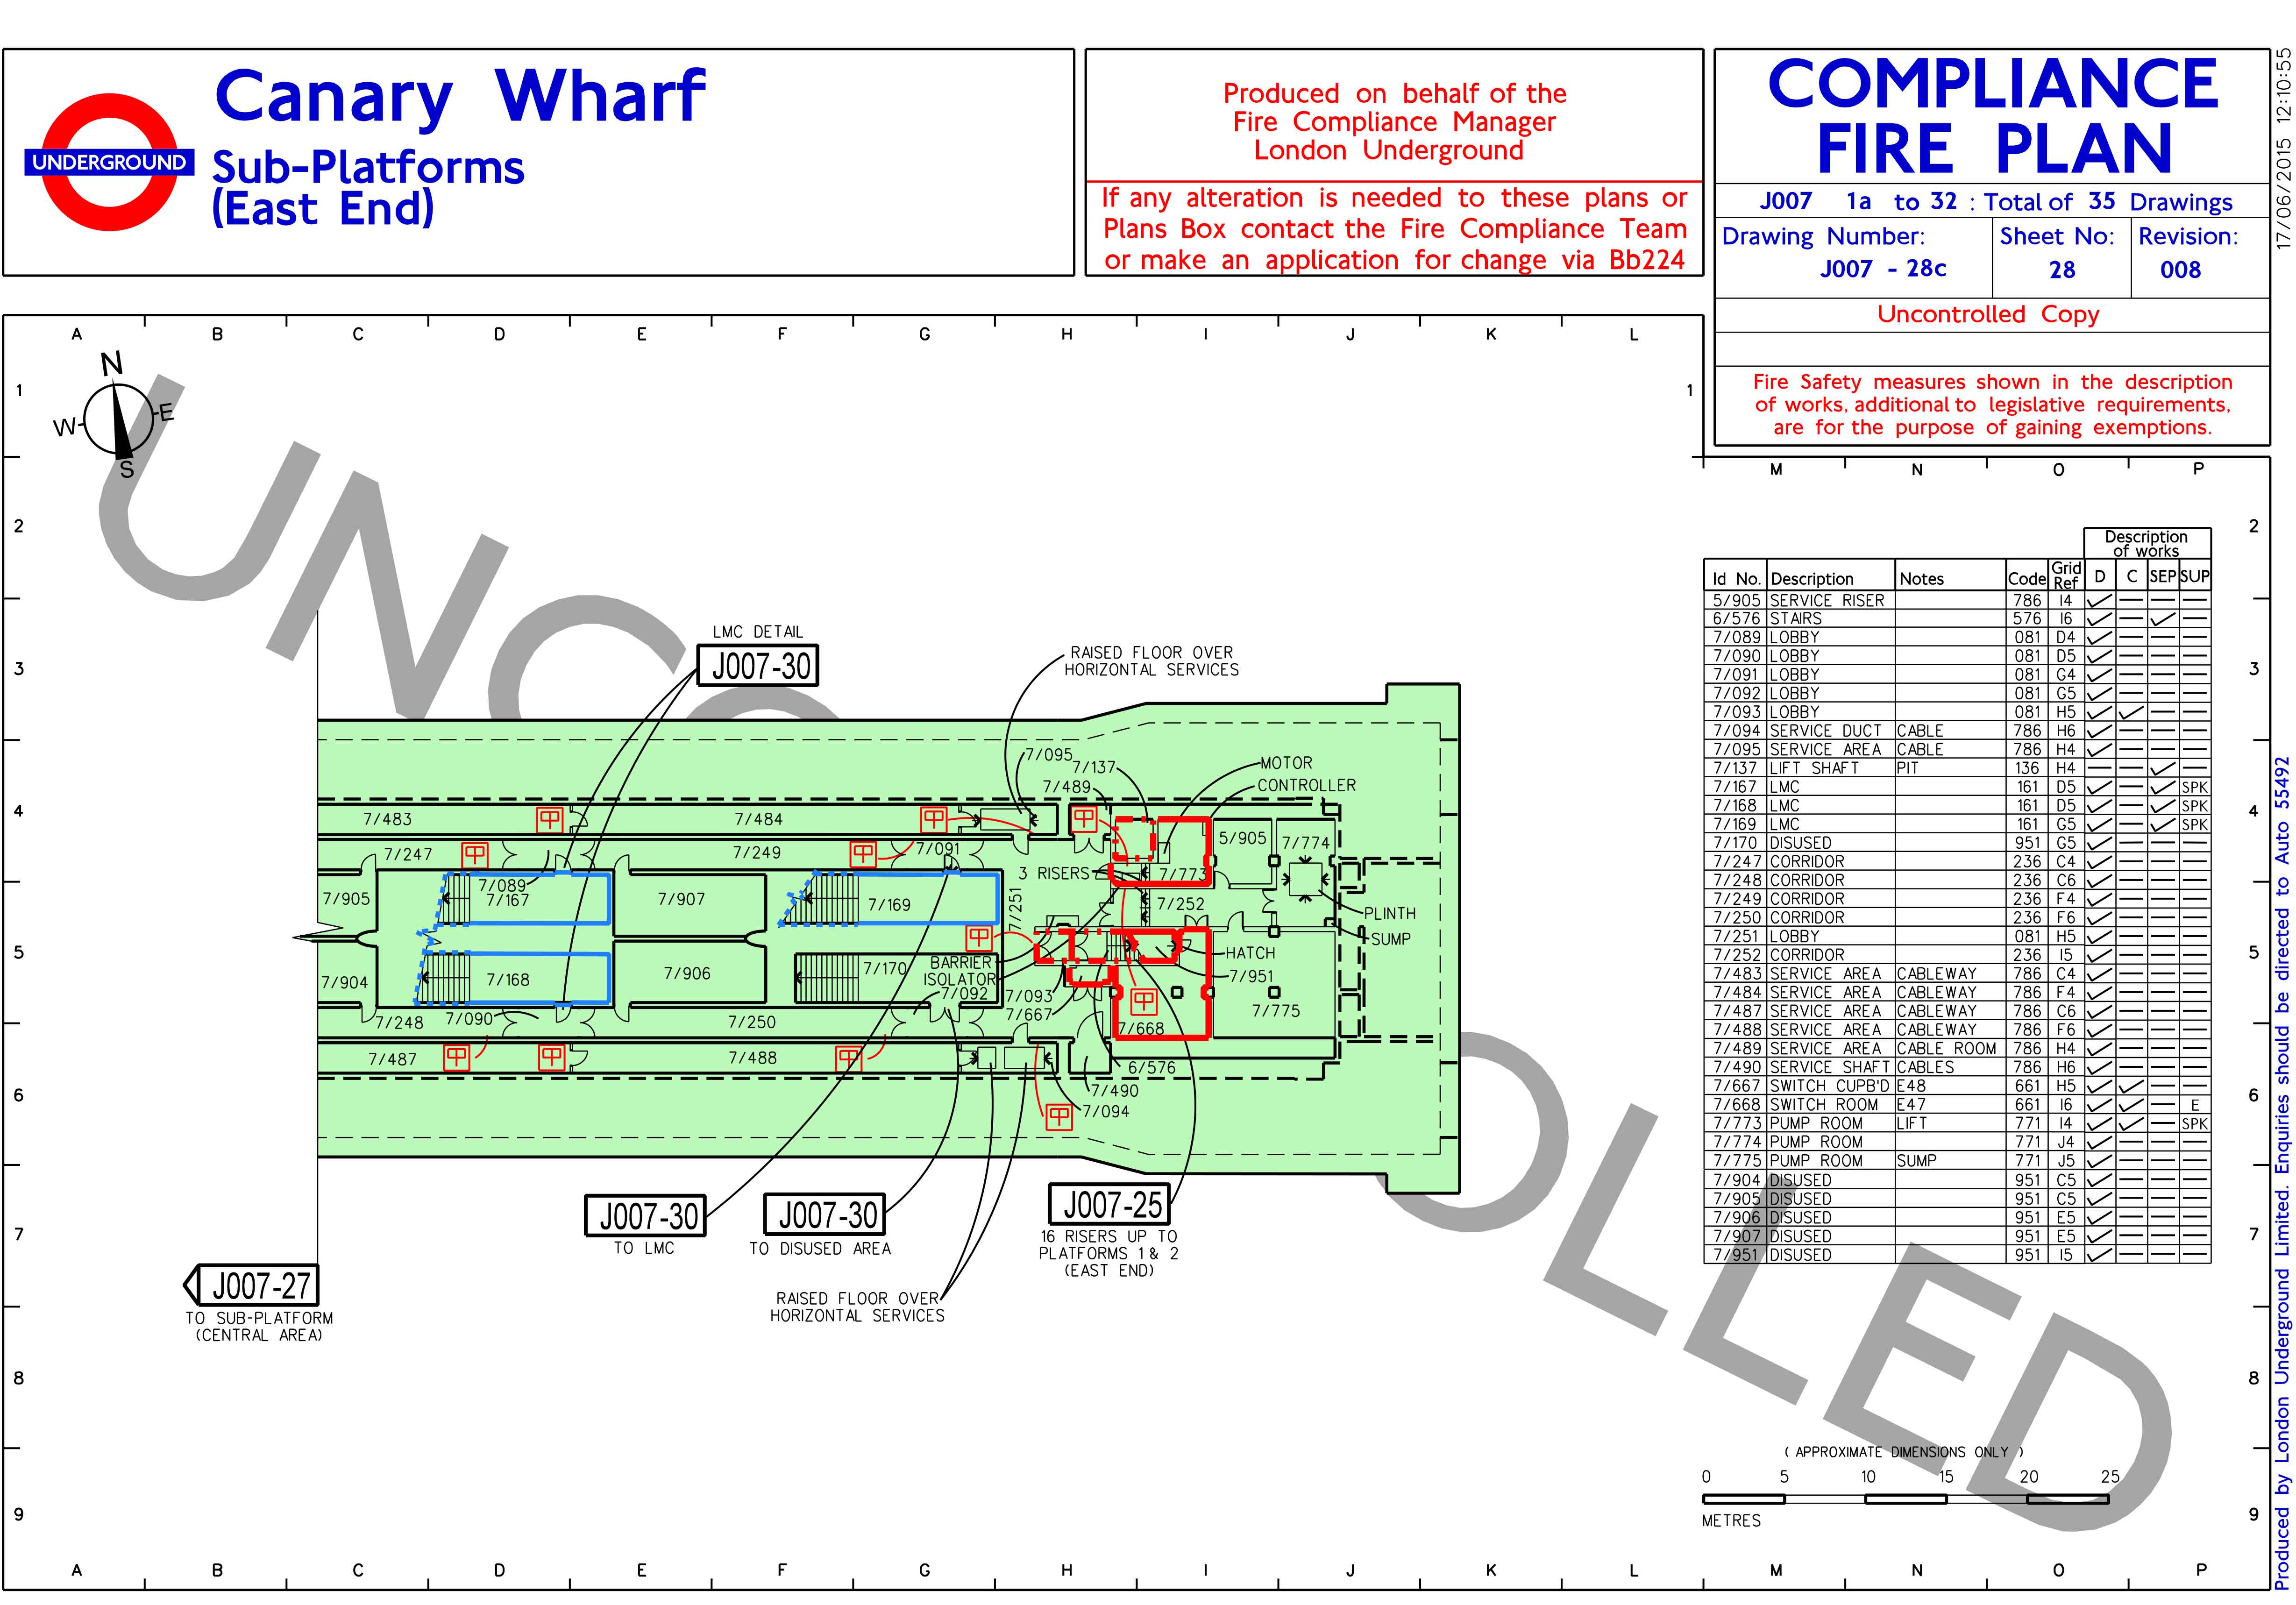 Canary Wharf
UNDERGROUND
Sub-Platforms
(East End)
Produced on behalf of the
Fire Compliance Manager
London Underground
If any alteration is needed to these plans or
Plans Box contact the Fire Compliance Team
or make an application for change via Bb224
COMPLIANCE
FIRE PLAN
J007 1a to 32 : Total of 35 Drawings
Drawing Number: Sheet No: Revision:
J007 - 28c 28 008
Uncontrolled Copy
Fire Safety measures shown in the description
of works, additional to legislative requirements,
are for the purpose of gaining exemptions.
17/06/2015 12:10:55
A B C D E F G H I J K L
N
W E
S
1 1
M N O P
2 2
3 3
4 4
5 5
6 6
7 7
8 8
9 9
LMC DETAIL
J007-30
RAISED FLOOR OVER
HORIZONTAL SERVICES
7/095
7/137
7/489
MOTOR
CONTROLLER
7/483
7/484
7/247
7/249
7/091
5/905
7/774
3 RISERS
7/773
7/089
7/905
7/167
7/907
7/169
7/251
7/252
PLINTH
SUMP
HATCH
7/951
BARRIER
ISOLATOR
7/904
7/168
7/906
7/170
7/092
7/093
7/667
7/668
7/775
7/248
7/090
7/250
7/487
7/488
6/576
7/490
7/094
J007-30
TO LMC
J007-30
TO DISUSED AREA
J007-25
16 RISERS UP TO
PLATFORMS 1 & 2
(EAST END)
J007-27
TO SUB-PLATFORM
(CENTRAL AREA)
RAISED FLOOR OVER
HORIZONTAL SERVICES
Description
of works
Id No. Description Notes Code Grid Ref D C SEP SUP
5/905 SERVICE RISER 786 I4 ✓ — — —
6/576 STAIRS 576 I6 ✓ — ✓ —
7/089 LOBBY 081 D4 ✓ — — —
7/090 LOBBY 081 D5 ✓ — — —
7/091 LOBBY 081 G4 ✓ — — —
7/092 LOBBY 081 G5 ✓ — — —
7/093 LOBBY 081 H5 ✓ ✓ — —
7/094 SERVICE DUCT CABLE 786 H6 ✓ — — —
7/095 SERVICE AREA CABLE 786 H4 ✓ — — —
7/137 LIFT SHAFT PIT 136 H4 — — ✓ —
7/167 LMC 161 D5 ✓ — ✓ SPK
7/168 LMC 161 D5 ✓ — ✓ SPK
7/169 LMC 161 G5 ✓ — ✓ SPK
7/170 DISUSED 951 G5 ✓ — — —
7/247 CORRIDOR 236 C4 ✓ — — —
7/248 CORRIDOR 236 C6 ✓ — — —
7/249 CORRIDOR 236 F4 ✓ — — —
7/250 CORRIDOR 236 F6 ✓ — — —
7/251 LOBBY 081 H5 ✓ — — —
7/252 CORRIDOR 236 I5 ✓ — — —
7/483 SERVICE AREA CABLEWAY 786 C4 ✓ — — —
7/484 SERVICE AREA CABLEWAY 786 F4 ✓ — — —
7/487 SERVICE AREA CABLEWAY 786 C6 ✓ — — —
7/488 SERVICE AREA CABLEWAY 786 F6 ✓ — — —
7/489 SERVICE AREA CABLE ROOM 786 H4 ✓ — — —
7/490 SERVICE SHAFT CABLES 786 H6 ✓ — — —
7/667 SWITCH CUPB'D E48 661 H5 ✓ ✓ — —
7/668 SWITCH ROOM E47 661 I6 ✓ ✓ — E
7/773 PUMP ROOM LIFT 771 I4 ✓ ✓ — SPK
7/774 PUMP ROOM 771 J4 ✓ — — —
7/775 PUMP ROOM SUMP 771 J5 ✓ — — —
7/904 DISUSED 951 C5 ✓ — — —
7/905 DISUSED 951 C5 ✓ — — —
7/906 DISUSED 951 E5 ✓ — — —
7/907 DISUSED 951 E5 ✓ — — —
7/951 DISUSED 951 I5 ✓ — — —
( APPROXIMATE DIMENSIONS ONLY )
0 5 10 15 20 25
METRES
A B C D E F G H I J K L M N O P
Produced by London Underground Limited. Enquiries should be directed to Auto 55492
UNCONTROLLED